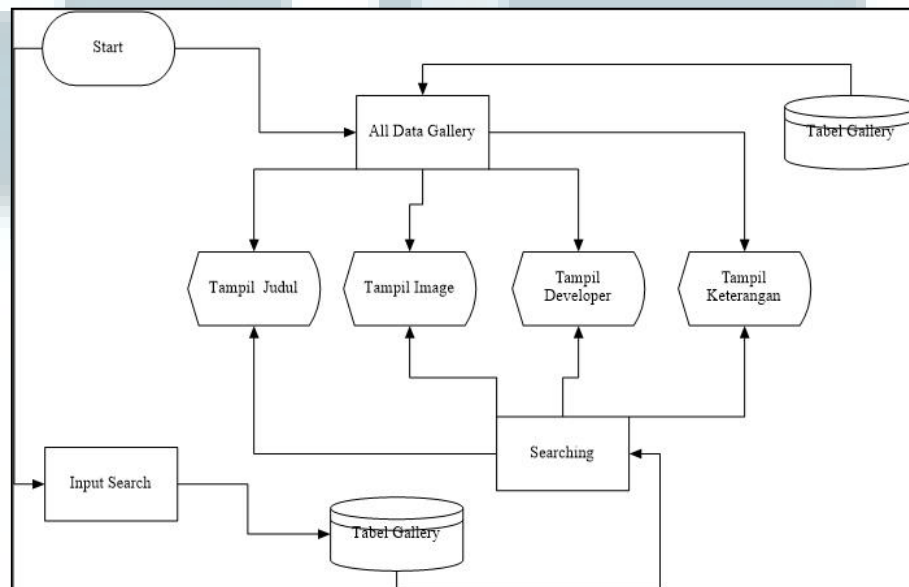 Start
All Data Gallery
Tabel Gallery
Tampil Judul
Tampil Image
Tampil
Developer
Tampil
Keterangan
Searching
Input Search
Tabel Gallery